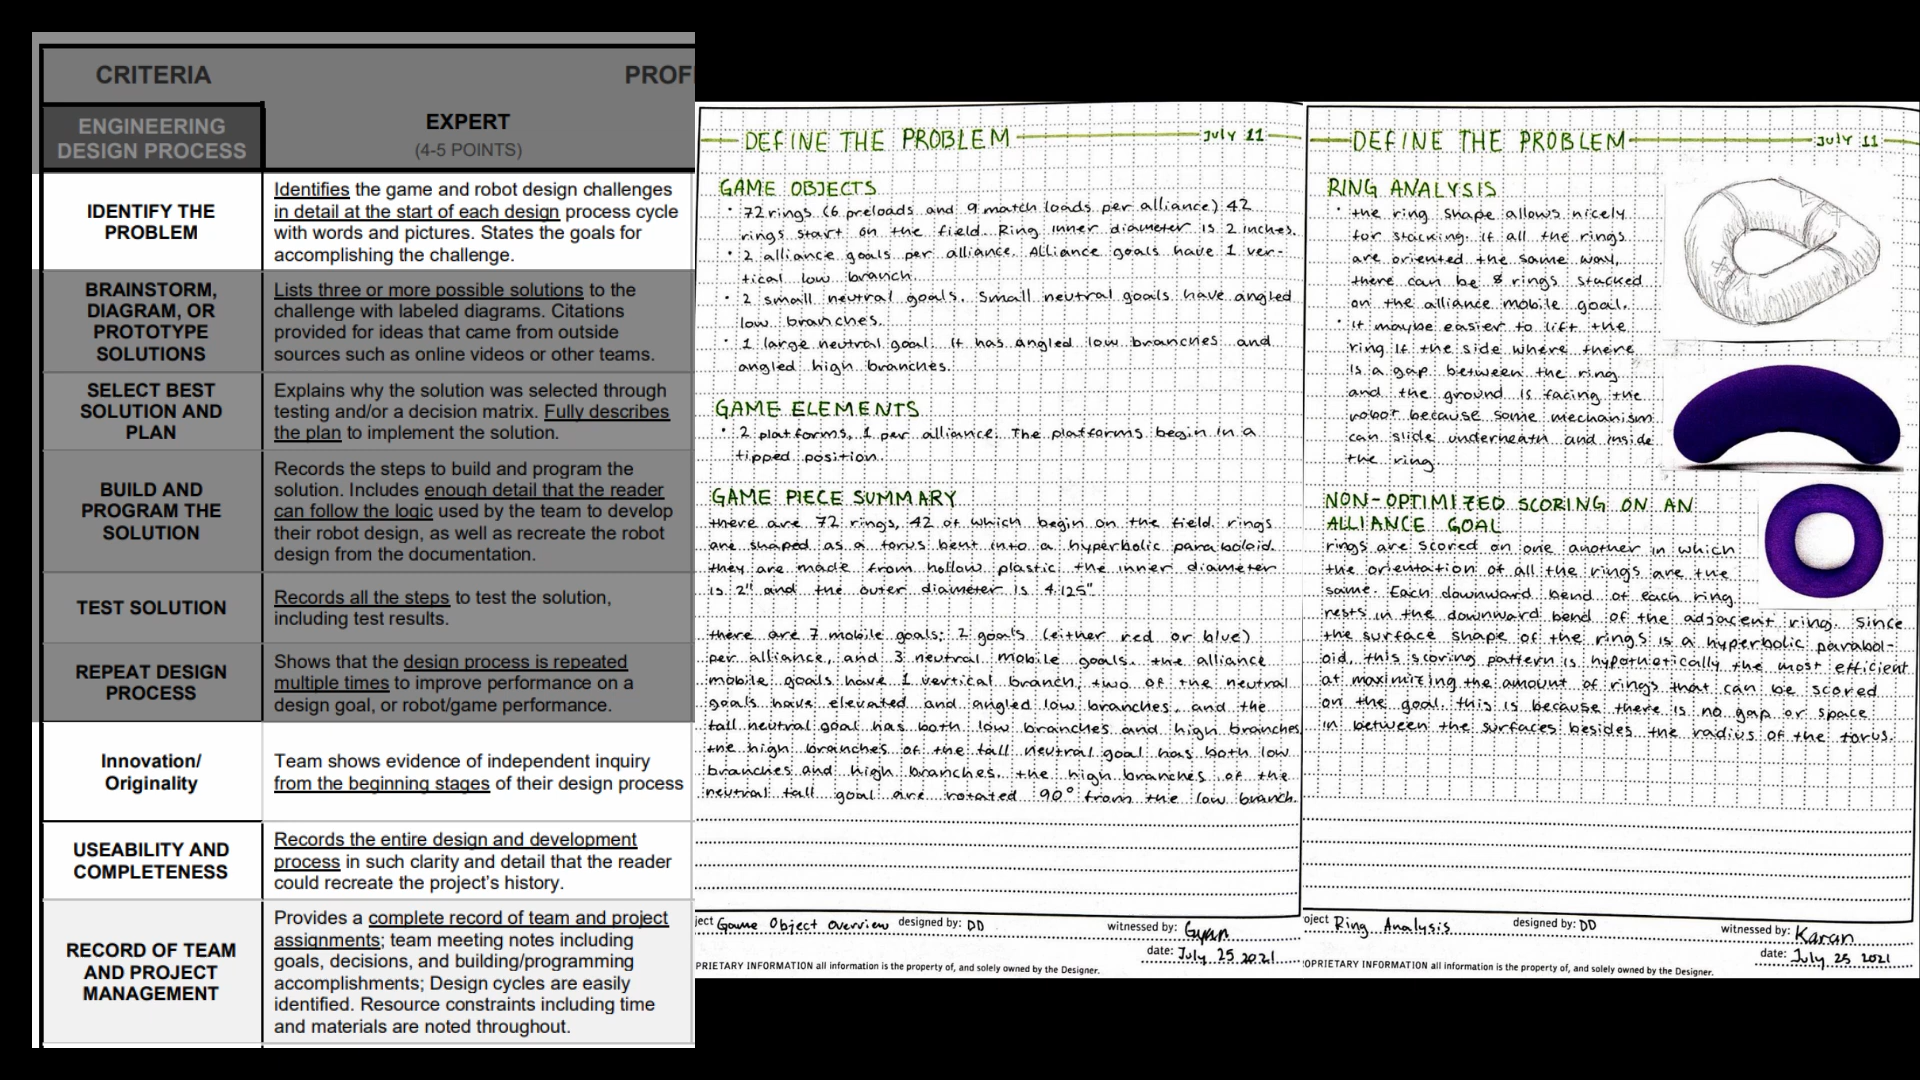 CRITERIA
PROFI
ENGINEERING
DESIGN PROCESS
EXPERT
(4-5 POINTS)
IDENTIFY THE
PROBLEM
Identifies the game and robot design challenges
in detail at the start of each design process cycle
with words and pictures. States the goals for
accomplishing the challenge.
BRAINSTORM,
DIAGRAM, OR
PROTOTYPE
SOLUTIONS
Lists three or more possible solutions to the
challenge with labeled diagrams. Citations
provided for ideas that came from outside
sources such as online videos or other teams.
SELECT BEST
SOLUTION AND
PLAN
Explains why the solution was selected through
testing and/or a decision matrix. Fully describes
the plan to implement the solution.
BUILD AND
PROGRAM THE
SOLUTION
Records the steps to build and program the
solution. Includes enough detail that the reader
can follow the logic used by the team to develop
their robot design, as well as recreate the robot
design from the documentation.
TEST SOLUTION
Records all the steps to test the solution,
including test results.
REPEAT DESIGN
PROCESS
Shows that the design process is repeated
multiple times to improve performance on a
design goal, or robot/game performance.
Innovation/
Originality
Team shows evidence of independent inquiry
from the beginning stages of their design process
USEABILITY AND
COMPLETENESS
Records the entire design and development
process in such clarity and detail that the reader
could recreate the project's history.
RECORD OF TEAM
AND PROJECT
MANAGEMENT
Provides a complete record of team and project
assignments; team meeting notes including
goals, decisions, and building/programming
accomplishments; Design cycles are easily
identified. Resource constraints including time
and materials are noted throughout.
DEFINE THE PROBLEM July 11
GAME OBJECTS
• 72 rings (6 preloads and 9 match loads per alliance) 42
rings start on the field. Ring inner diameter is 2 inches.
• 2 alliance goals per alliance. Alliance goals have 1 ver-
tical low branch.
• 2 small neutral goals. Small neutral goals have angled
low branches.
• 1 large neutral goal. It has angled low branches and
angled high branches.
GAME ELEMENTS
• 2 platforms, 1 per alliance. The platforms begin in a
tipped position.
GAME PIECE SUMMARY
there are 72 rings, 42 of which begin on the field. rings
are shaped as a torus bent into a hyperbolic paraboloid.
they are made from hollow plastic. the inner diameter
is 2" and the outer diameter is 4.125".
there are 7 mobile goals: 2 goals (either red or blue)
per alliance, and 3 neutral mobile goals. the alliance
mobile goals have 1 vertical branch, two of the neutral
goals have elevated and angled low branches, and the
tall neutral goal has both low branches and high branches
the high branches of the tall neutral goal has both low
branches and high branches. the high branches of the
neutral tall goal are rotated 90° from the low branch.
ject Game Object Overview designed by: DD
witnessed by: Gyan
date: July 25 2021
PRIETARY INFORMATION all information is the property of, and solely owned by the Designer.
DEFINE THE PROBLEM July 11
RING ANALYSIS
• the ring shape allows nicely
for stacking. if all the rings
are oriented the same way,
there can be 8 rings stacked
on the alliance mobile goal.
• it maybe easier to lift the
ring if the side where there
is a gap between the ring
and the ground is facing the
robot because some mechanism
can slide underneath and inside
the ring.
NON-OPTIMIZED SCORING ON AN
ALLIANCE GOAL
rings are scored on one another in which
the orientation of all the rings are the
same. Each downward bend of each ring
rests in the downward bend of the adjacent ring. Since
the surface shape of the rings is a hyperbolic parabol-
oid, this scoring pattern is hypothetically the most efficient
at maximizing the amount of rings that can be scored
on the goal. this is because there is no gap or space
in between the surfaces besides the radius of the torus.
oject Ring Analysis designed by: DD
witnessed by: Karan
date: July 25 2021
OPRIETARY INFORMATION all information is the property of, and solely owned by the Designer.